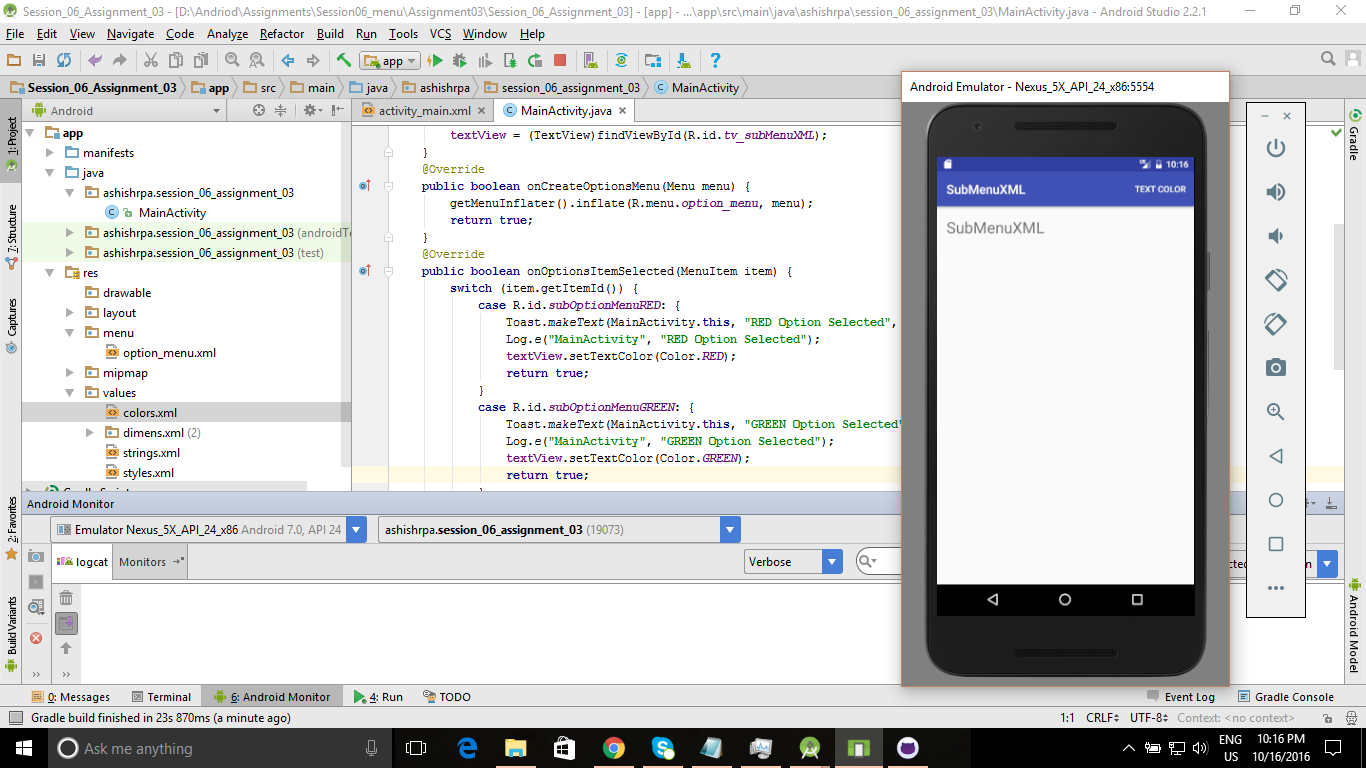 Session_06_Assignment_03 - [D:\Andriod\Assignments\Session06_menu\Assignment03\Session_06_Assignment_03] - [app] - ...\app\src\main\java\ashishrpa\session_06_assignment_03\MainActivity.java - Android Studio 2.2.1
File Edit View Navigate Code Analyze Refactor Build Run Tools VCS Window Help
app
Session_06_Assignment_03 app src main java ashishrpa session_06_assignment_03 MainActivity
Android
activity_main.xml MainActivity.java
1: Project
7: Structure
Captures
2: Favorites
Build Variants
app
manifests
java
ashishrpa.session_06_assignment_03
MainActivity
ashishrpa.session_06_assignment_03 (androidTe
ashishrpa.session_06_assignment_03 (test)
res
drawable
layout
menu
option_menu.xml
mipmap
values
colors.xml
dimens.xml (2)
strings.xml
styles.xml
textView = (TextView)findViewById(R.id.tv_subMenuXML);
}
@Override
public boolean onCreateOptionsMenu(Menu menu) {
getMenuInflater().inflate(R.menu.option_menu, menu);
return true;
}
@Override
public boolean onOptionsItemSelected(MenuItem item) {
switch (item.getItemId()) {
case R.id.subOptionMenuRED: {
Toast.makeText(MainActivity.this, "RED Option Selected",
Log.e("MainActivity", "RED Option Selected");
textView.setTextColor(Color.RED);
return true;
}
case R.id.subOptionMenuGREEN: {
Toast.makeText(MainActivity.this, "GREEN Option Selected"
Log.e("MainActivity", "GREEN Option Selected");
textView.setTextColor(Color.GREEN);
return true;
Android Emulator - Nexus_5X_API_24_x86:5554
10:16
SubMenuXML TEXT COLOR
SubMenuXML
Gradle
Android Model
Android Monitor
Emulator Nexus_5X_API_24_x86 Android 7.0, API 24
ashishrpa.session_06_assignment_03 (19073)
logcat Monitors
Verbose
0: Messages Terminal 6: Android Monitor 4: Run TODO
Event Log Gradle Console
Gradle build finished in 23s 870ms (a minute ago)
1:1 CRLF UTF-8 Context: <no context>
Ask me anything
ENG
US
10:16 PM
10/16/2016